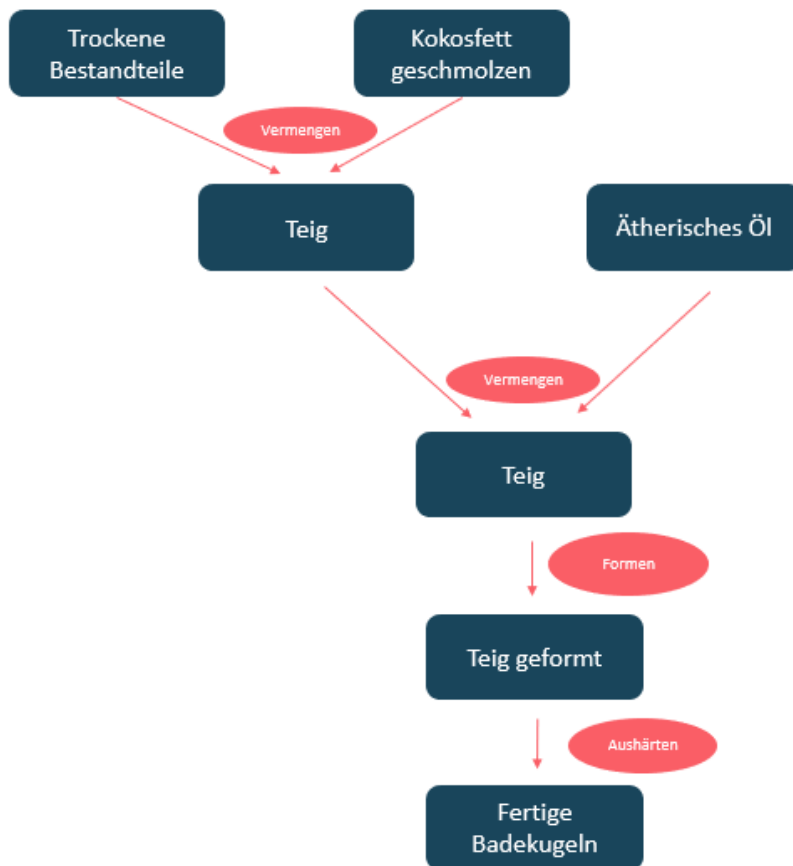 Trockene
Bestandteile
Kokosfett
geschmolzen
Vermengen
Teig
Ätherisches Öl
Vermengen
Teig
Formen
Teig geformt
Aushärten
Fertige
Badekugeln